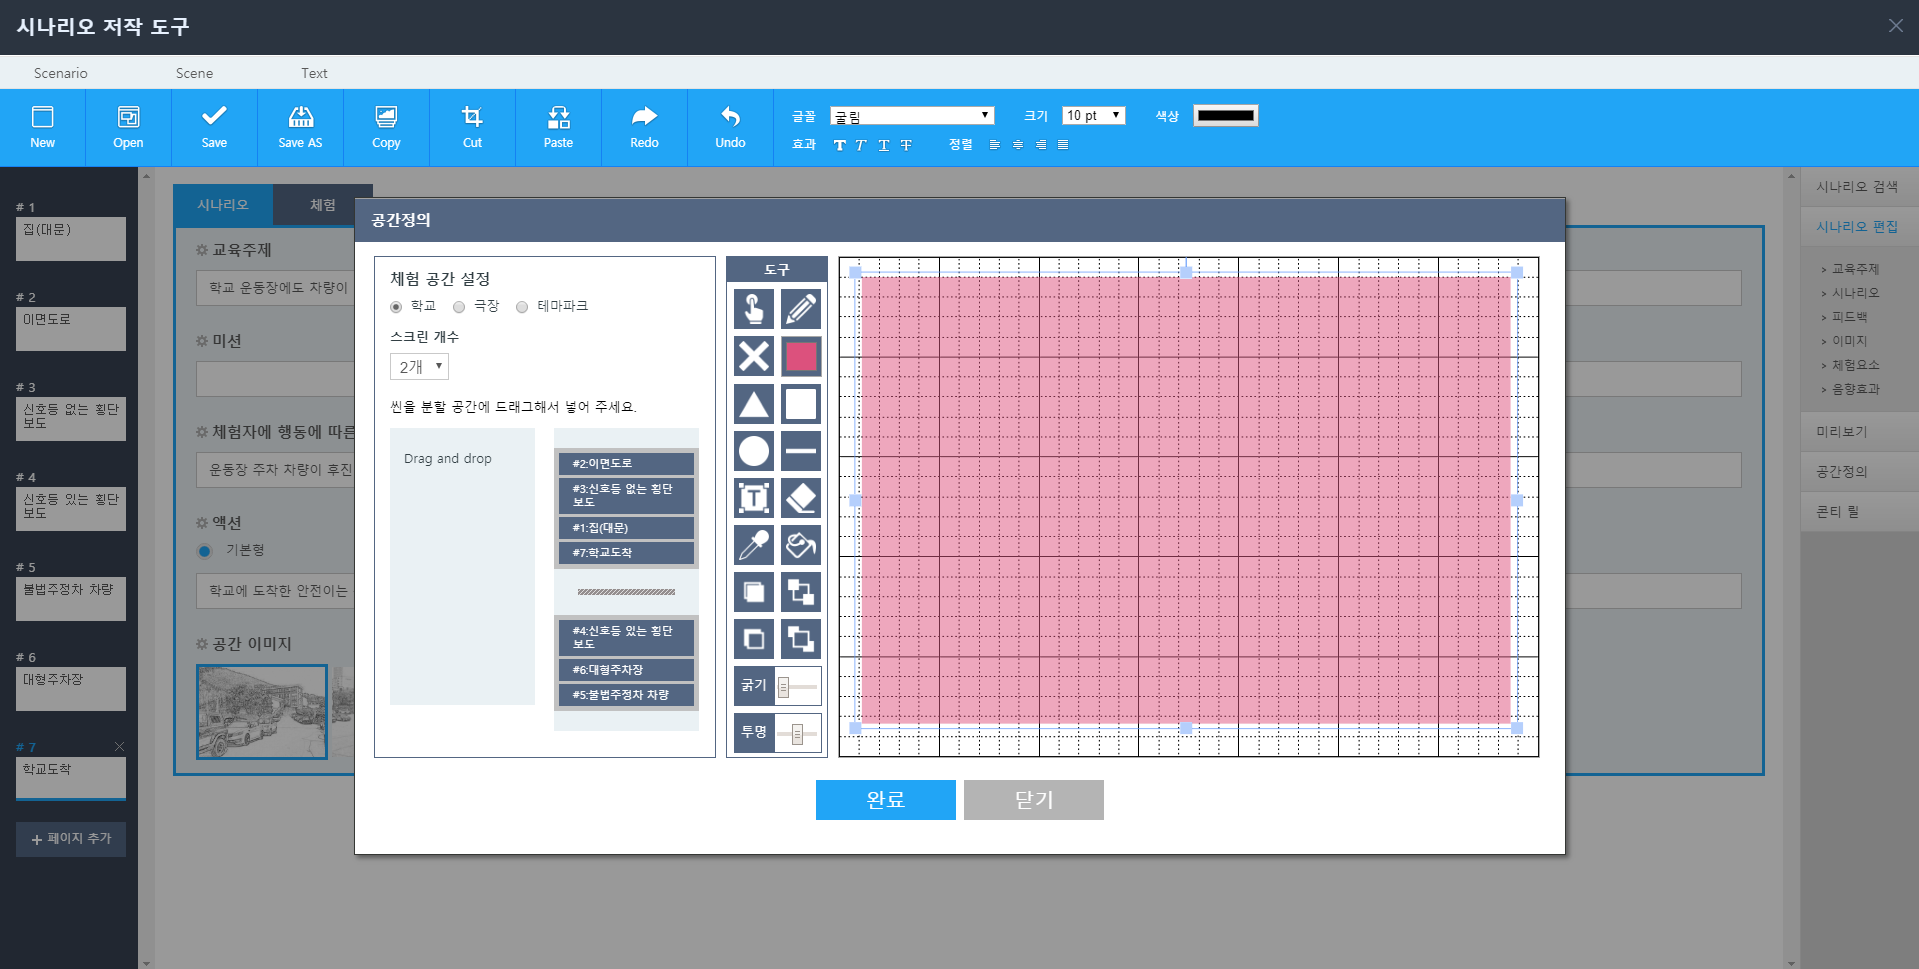 시나리오 저작 도구
Scenario Scene Text
New Open Save Save AS Copy Cut Paste Redo Undo
글꼴 굴림 크기 10 pt 색상
효과 T T T T 정렬
# 1
집(대문)
# 2
이면도로
# 3
신호등 없는 횡단
보도
# 4
신호등 있는 횡단
보도
# 5
불법주정차 차량
# 6
대형주차장
# 7
학교도착
+ 페이지 추가
시나리오 체험
교육주제
학교 운동장에도 차량이
미션
체험자에 행동에 따른
운동장 주차 차량이 후진
액션
기본형
학교에 도착한 안전이는
공간 이미지
공간정의
체험 공간 설정
학교 극장 테마파크
스크린 개수
2개
씬을 분할 공간에 드래그해서 넣어 주세요.
Drag and drop
#2:이면도로
#3:신호등 없는 횡단
보도
#1:집(대문)
#7:학교도착
#4:신호등 있는 횡단
보도
#6:대형주차장
#5:불법주정차 차량
도구
T
굵기
투명
완료 닫기
시나리오 검색
시나리오 편집
> 교육주제
> 시나리오
> 피드백
> 이미지
> 체험요소
> 음향효과
미리보기
공간정의
콘티 릴